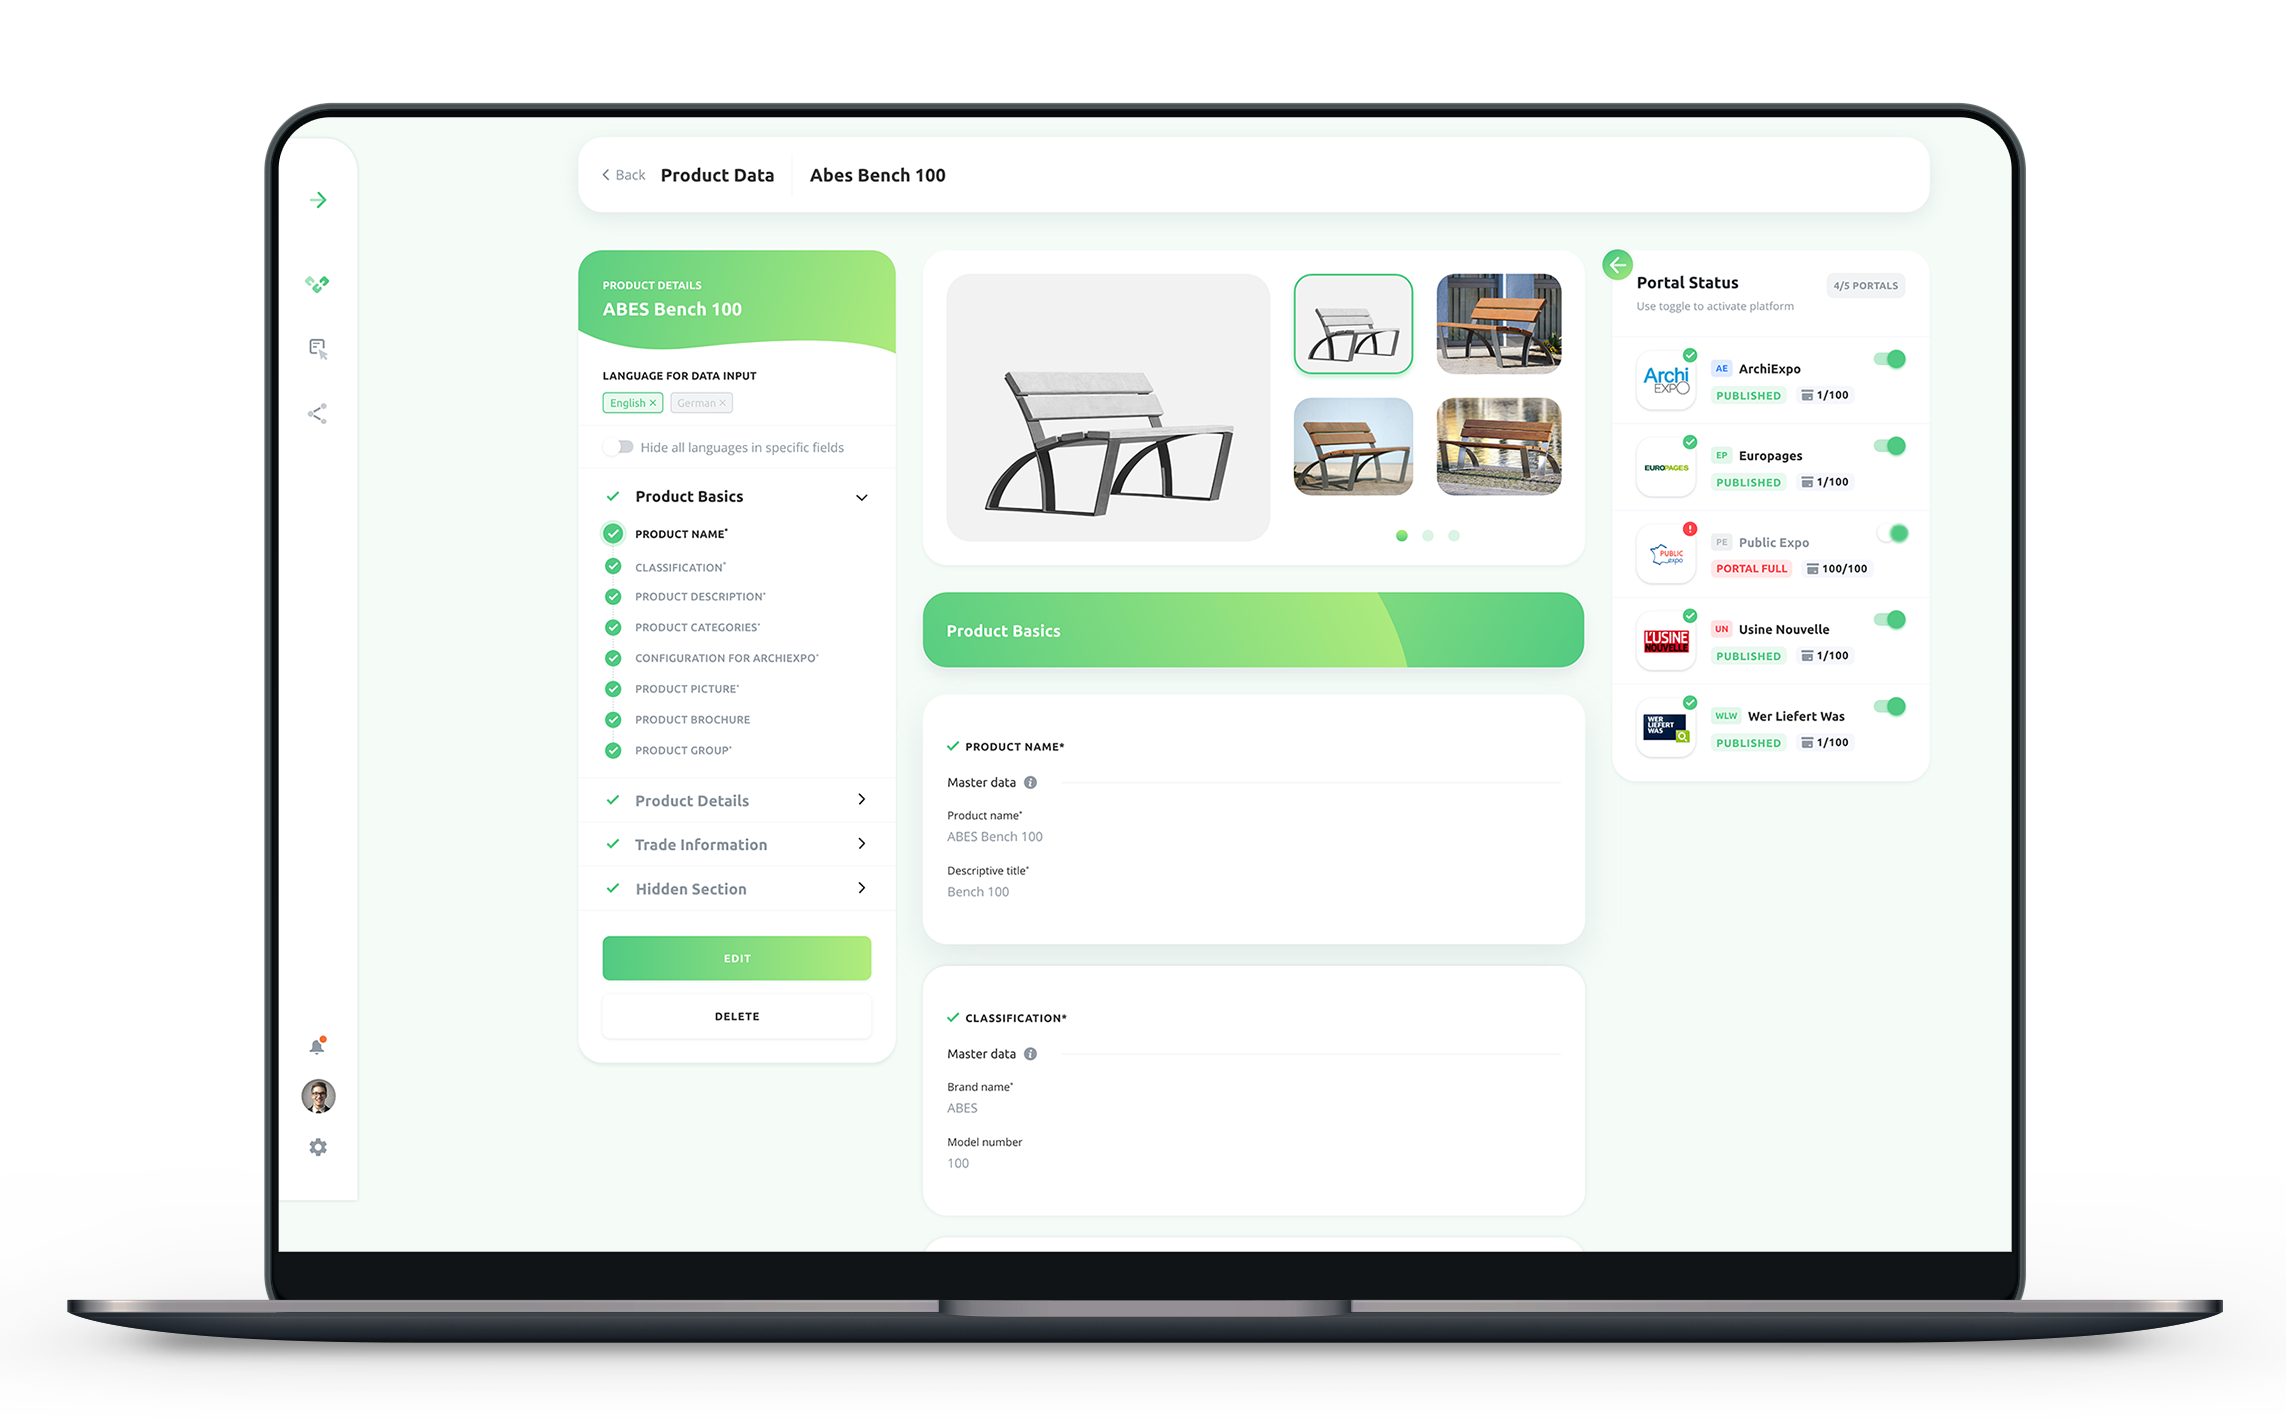 Back Product Data Abes Bench 100
PRODUCT DETAILS
ABES Bench 100
LANGUAGE FOR DATA INPUT
English × German ×
Hide all languages in specific fields
Product Basics
PRODUCT NAME*
CLASSIFICATION*
PRODUCT DESCRIPTION*
PRODUCT CATEGORIES*
CONFIGURATION FOR ARCHIEXPO*
PRODUCT PICTURE*
PRODUCT BROCHURE
PRODUCT GROUP*
Product Details
Trade Information
Hidden Section
EDIT
DELETE
Product Basics
PRODUCT NAME*
Master data i
Product name*
ABES Bench 100
Descriptive title*
Bench 100
CLASSIFICATION*
Master data i
Brand name*
ABES
Model number
100
Portal Status
4/5 PORTALS
Use toggle to activate platform
Archi
EXPO
AE ArchiExpo
PUBLISHED 1/100
EUROPAGES
EP Europages
PUBLISHED 1/100
PUBLIC
expo
PE Public Expo
PORTAL FULL 100/100
L'USINE
NOUVELLE
UN Usine Nouvelle
PUBLISHED 1/100
WER
LIEFERT
WAS
WLW Wer Liefert Was
PUBLISHED 1/100